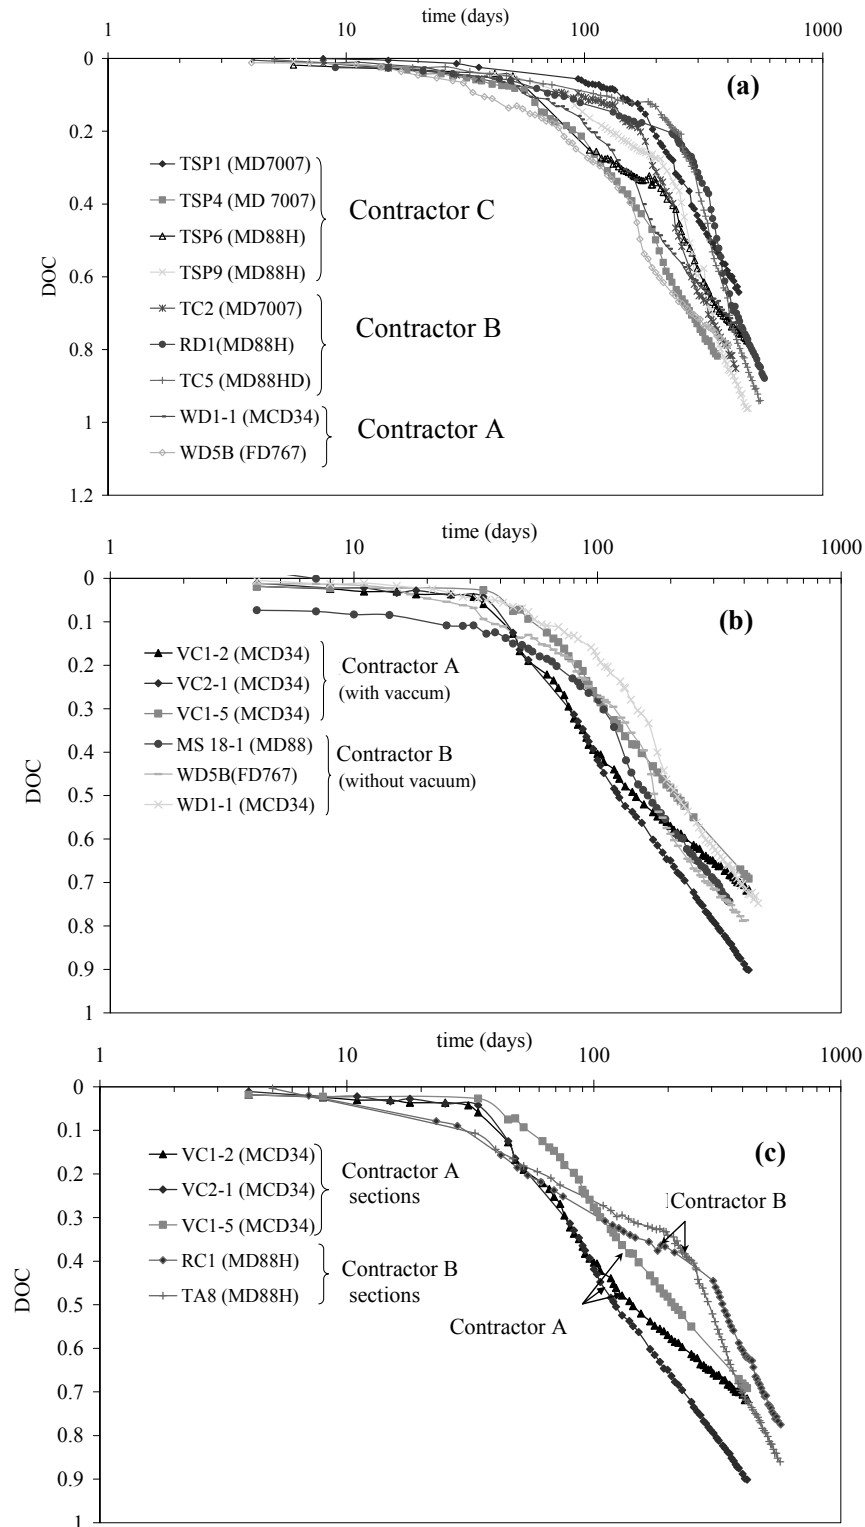 time (days)
1 10 100 1000
0
0.2
0.4
0.6
0.8
1
1.2
DOC
(a)
TSP1 (MD7007)
TSP4 (MD 7007)
TSP6 (MD88H)
TSP9 (MD88H)
Contractor C
TC2 (MD7007)
RD1(MD88H)
TC5 (MD88HD)
Contractor B
WD1-1 (MCD34)
WD5B (FD767)
Contractor A
time (days)
1 10 100 1000
0
0.1
0.2
0.3
0.4
0.5
0.6
0.7
0.8
0.9
1
DOC
(b)
VC1-2 (MCD34)
VC2-1 (MCD34)
VC1-5 (MCD34)
Contractor A
(with vaccum)
MS 18-1 (MD88)
WD5B(FD767)
WD1-1 (MCD34)
Contractor B
(without vacuum)
time (days)
1 10 100 1000
0
0.1
0.2
0.3
0.4
0.5
0.6
0.7
0.8
0.9
1
DOC
(c)
VC1-2 (MCD34)
VC2-1 (MCD34)
VC1-5 (MCD34)
Contractor A
sections
RC1 (MD88H)
TA8 (MD88H)
Contractor B
sections
Contractor B
Contractor A